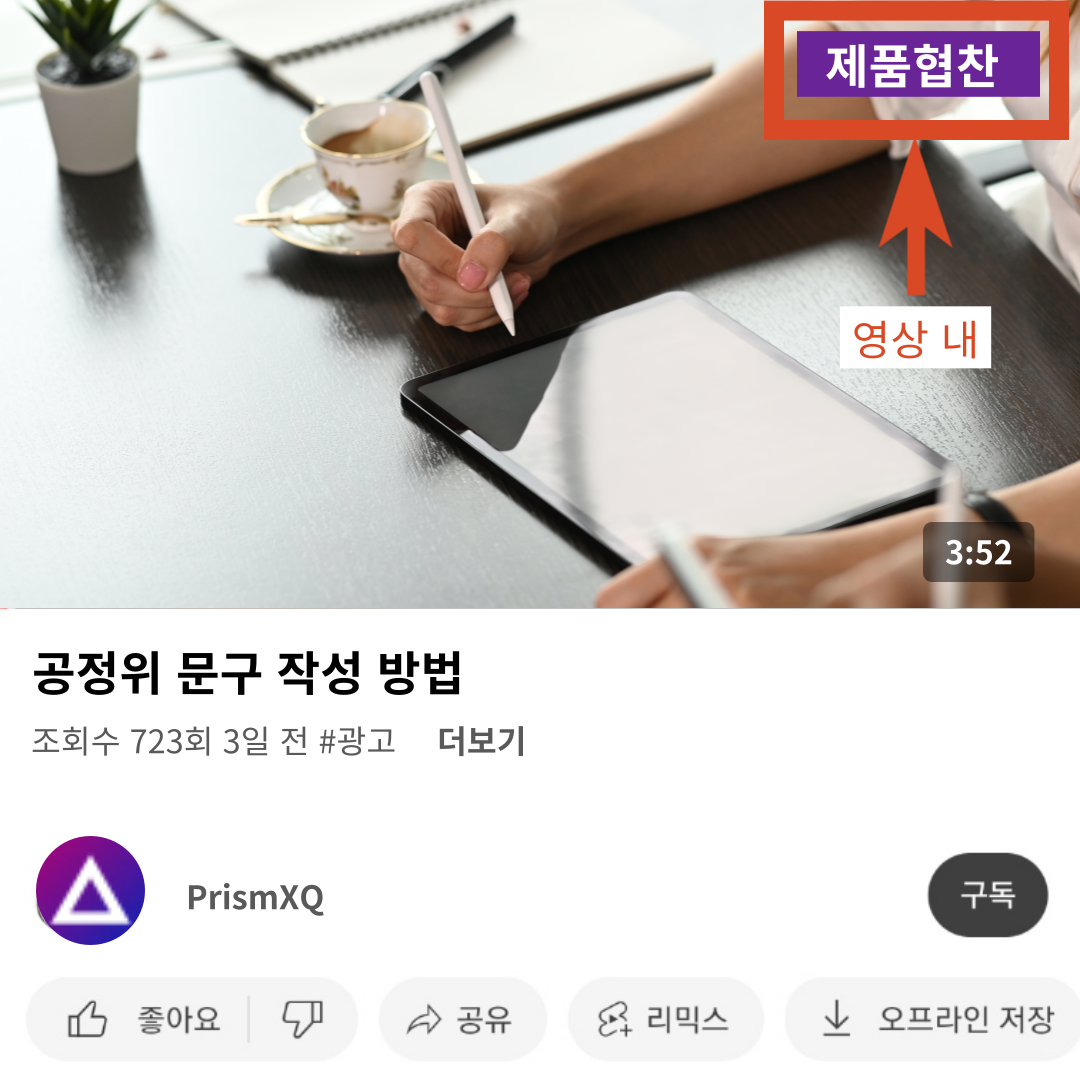 제품협찬
영상 내
3:52
공정위 문구 작성 방법
조회수 723회 3일 전 #광고 더보기
PrismXQ
구독
좋아요 공유 리믹스 오프라인 저장